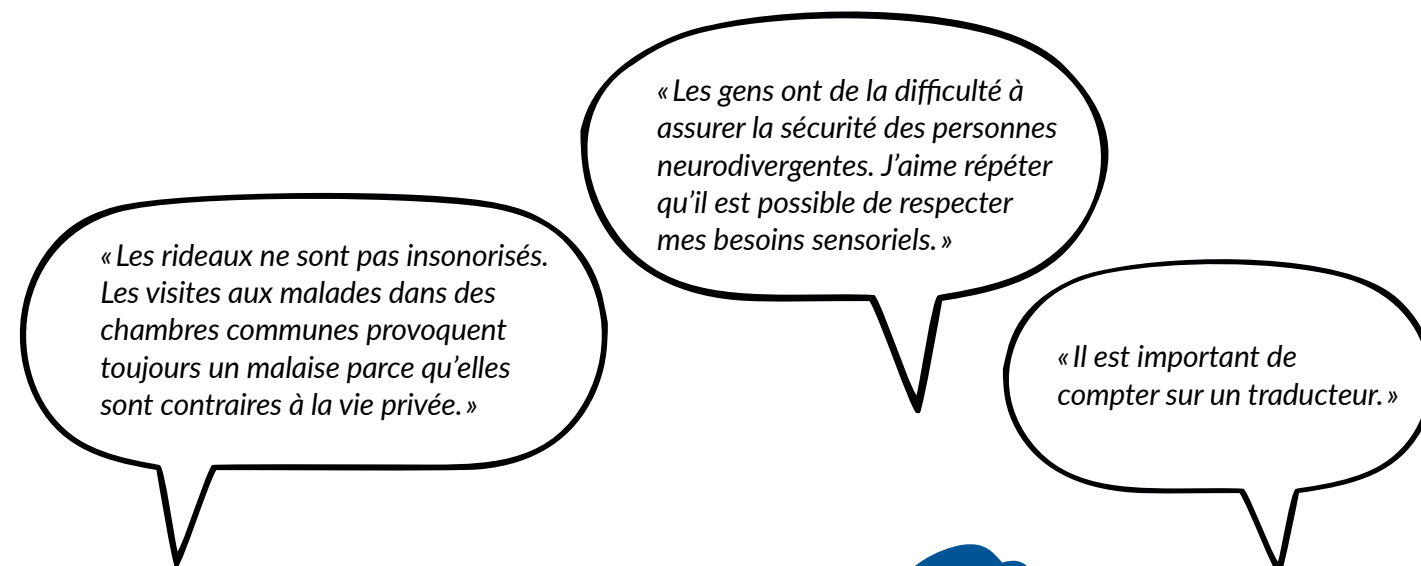 « Les gens ont de la difficulté à
assurer la sécurité des personnes
neurodivergentes. J’aime répéter
qu’il est possible de respecter
mes besoins sensoriels. »
« Les rideaux ne sont pas insonorisés.
Les visites aux malades dans des
chambres communes provoquent
toujours un malaise parce qu’elles
sont contraires à la vie privée. »
« Il est important de
compter sur un traducteur. »